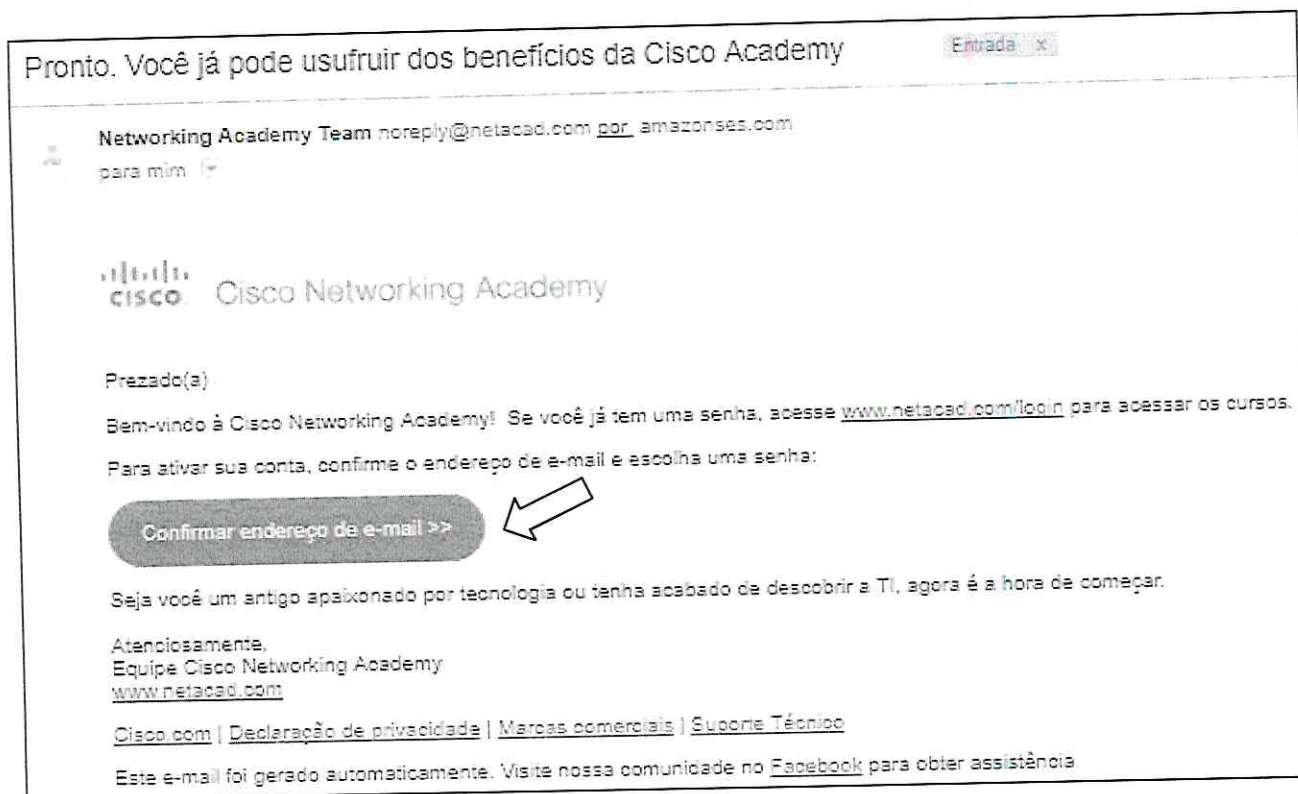 Pronto. Você já pode usufruir dos benefícios da Cisco Academy Entrada x
Networking Academy Team noreply@netacad.com por amazonses.com
para mim
CISCO Cisco Networking Academy
Prezado(a)
Bem-vindo à Cisco Networking Academy! Se você já tem uma senha, acesse www.netacad.com/login para acessar os cursos.
Para ativar sua conta, confirme o endereço de e-mail e escolha uma senha:
Confirmar endereço de e-mail >>
Seja você um antigo apaixonado por tecnologia ou tenha acabado de descobrir a TI, agora é a hora de começar.
Atenciosamente,
Equipe Cisco Networking Academy
www.netacad.com
Cisco.com | Declaração de privacidade | Marcas comerciais | Suporte Técnico
Este e-mail foi gerado automaticamente. Visite nossa comunidade no Facebook para obter assistência